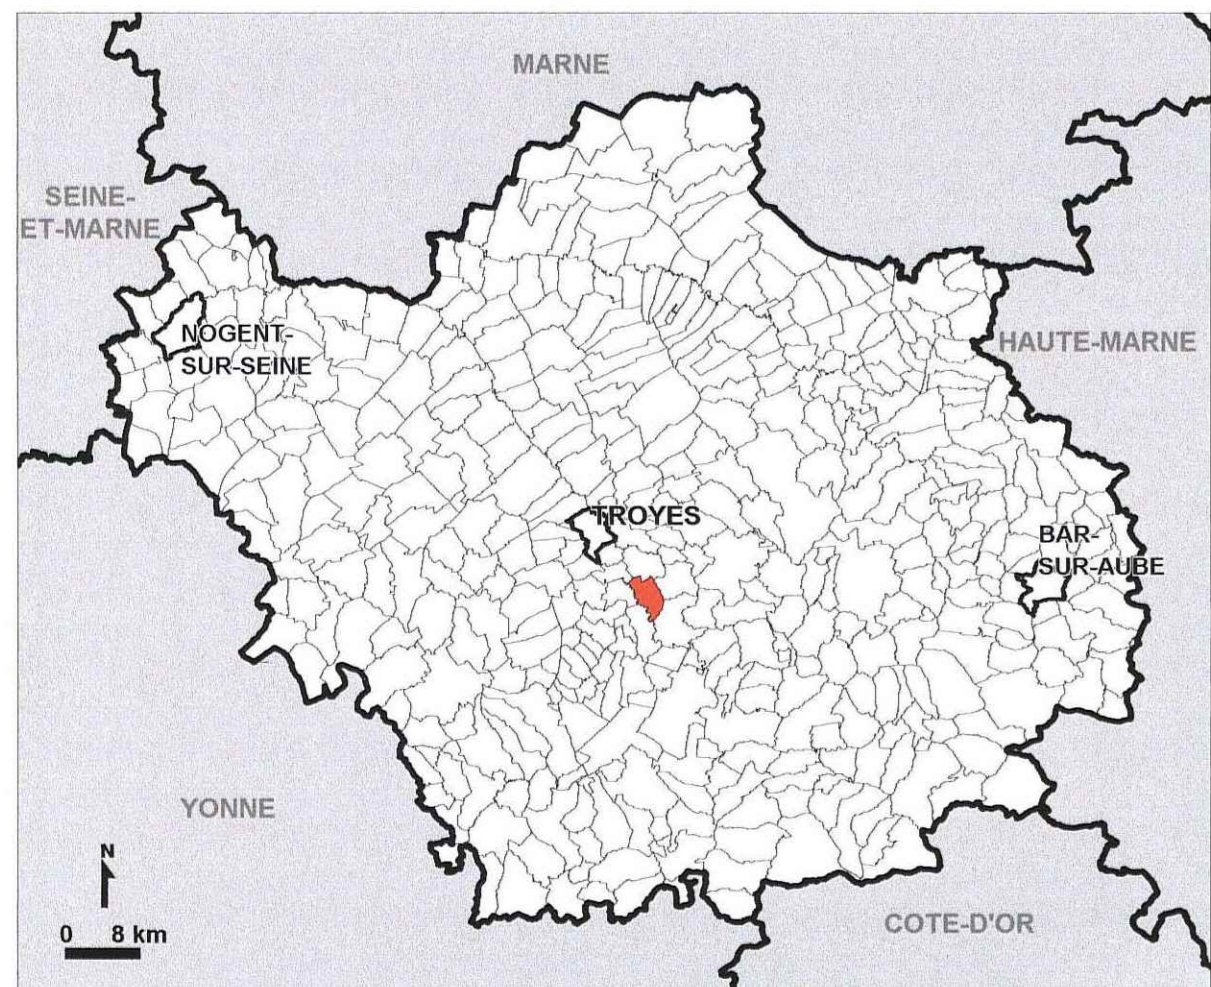 MARNE
SEINE-
ET-MARNE
NOGENT-
SUR-SEINE
HAUTE-MARNE
TROYES
BAR-
SUR-AUBE
YONNE
N
0 8 km
COTE-D'OR